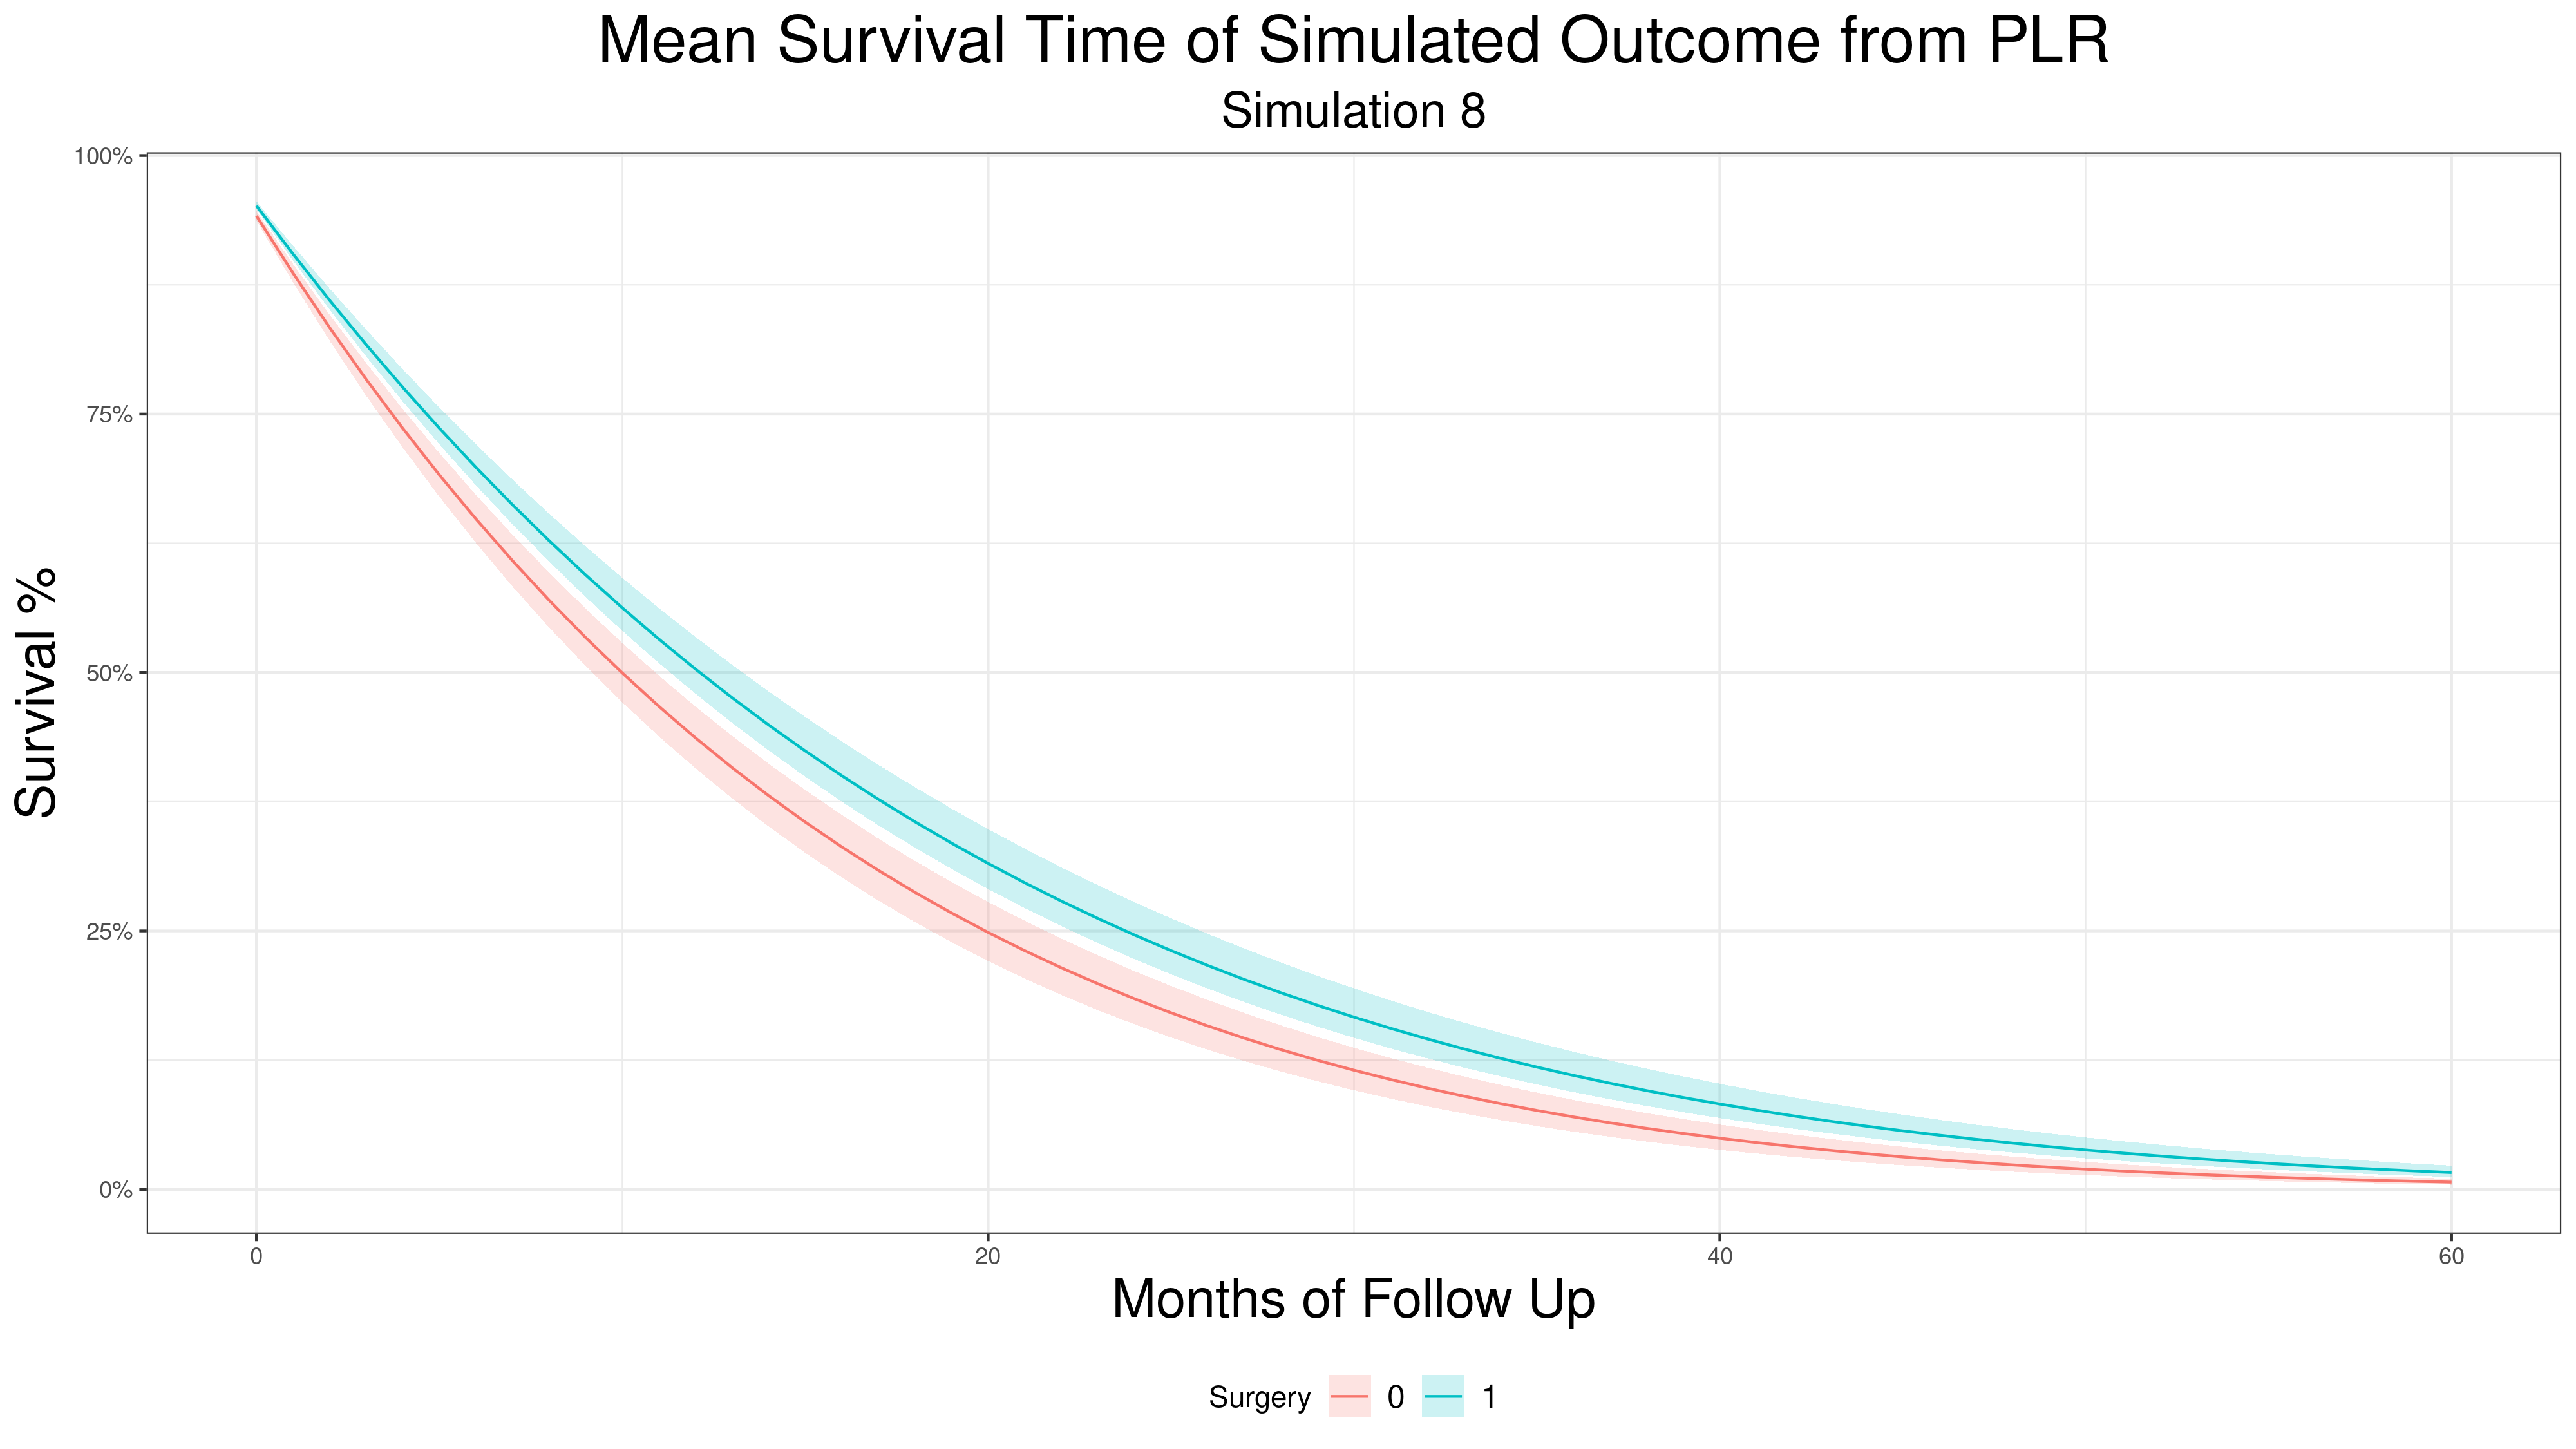 Mean Survival Time of Simulated Outcome from PLR
Simulation 8
Survival %
100%
75%
50%
25%
0%
0 20 40 60
Months of Follow Up
Surgery 0 1